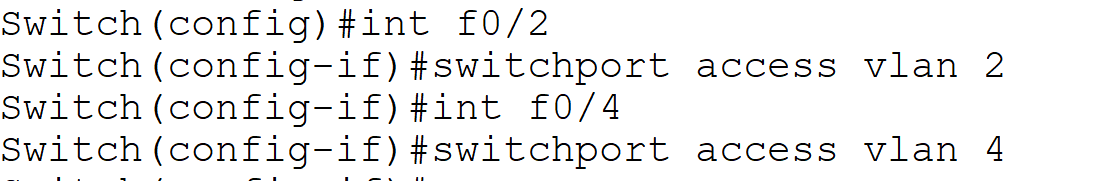 Switch(config)#int f0/2
Switch(config-if)#switchport access vlan 2
Switch(config-if)#int f0/4
Switch(config-if)#switchport access vlan 4